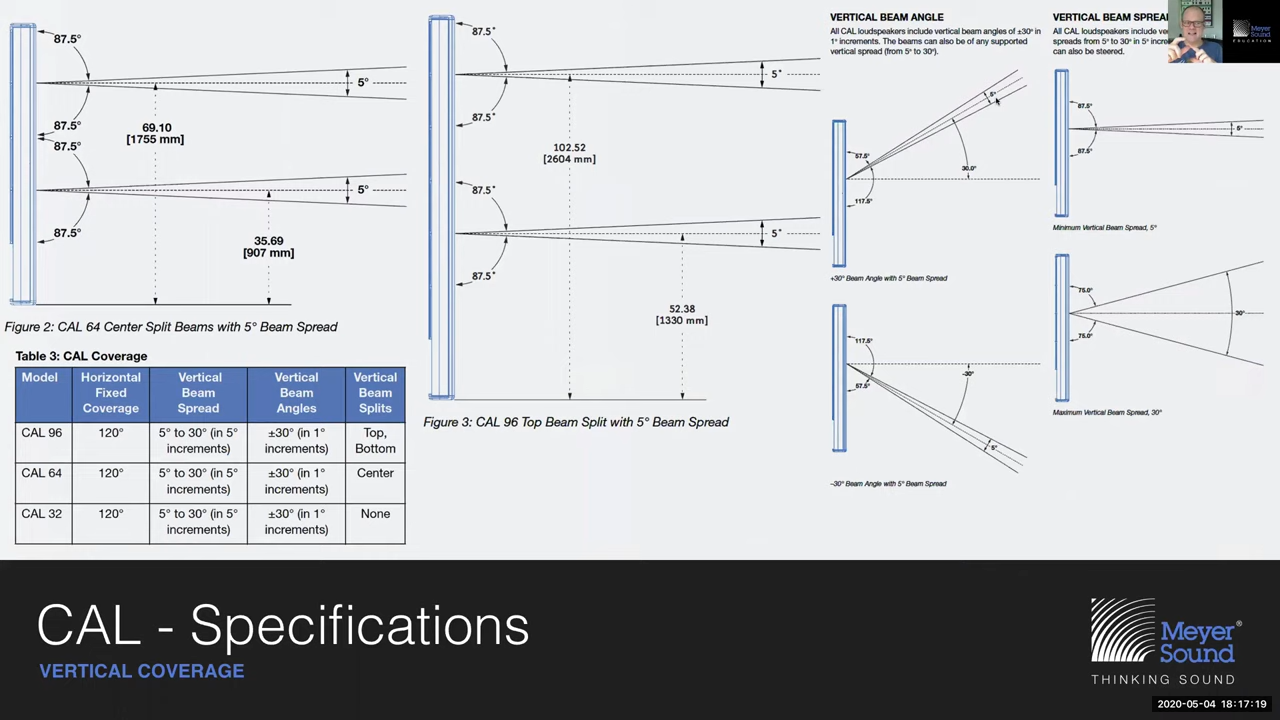 87.5°
5°
87.5°
69.10
[1755 mm]
87.5°
5°
87.5°
35.69
[907 mm]
Figure 2: CAL 64 Center Split Beams with 5° Beam Spread
Table 3: CAL Coverage
Model Horizontal Fixed Coverage Vertical Beam Spread Vertical Beam Angles Vertical Beam Splits
CAL 96 120° 5° to 30° (in 5° increments) ±30° (in 1° increments) Top, Bottom
CAL 64 120° 5° to 30° (in 5° increments) ±30° (in 1° increments) Center
CAL 32 120° 5° to 30° (in 5° increments) ±30° (in 1° increments) None
87.5°
5°
87.5°
102.52
[2604 mm]
87.5°
5°
87.5°
52.38
[1330 mm]
Figure 3: CAL 96 Top Beam Split with 5° Beam Spread
VERTICAL BEAM ANGLE
All CAL loudspeakers include vertical beam angles of ±30° in
1° increments. The beams can also be of any supported
vertical spread (from 5° to 30°).
5°
57.5°
30.0°
117.5°
+30° Beam Angle with 5° Beam Spread
117.5°
-30°
57.5°
5°
−30° Beam Angle with 5° Beam Spread
VERTICAL BEAM SPREA
All CAL loudspeakers include ve
spreads from 5° to 30° in 5° incre
can also be steered.
87.5°
5°
87.5°
Minimum Vertical Beam Spread, 5°
75.0°
30°
75.0°
Maximum Vertical Beam Spread, 30°
Meyer
Sound
EDUCATION
CAL - Specifications
VERTICAL COVERAGE
Meyer
Sound®
THINKING SOUND
2020-05-04 18:17:19